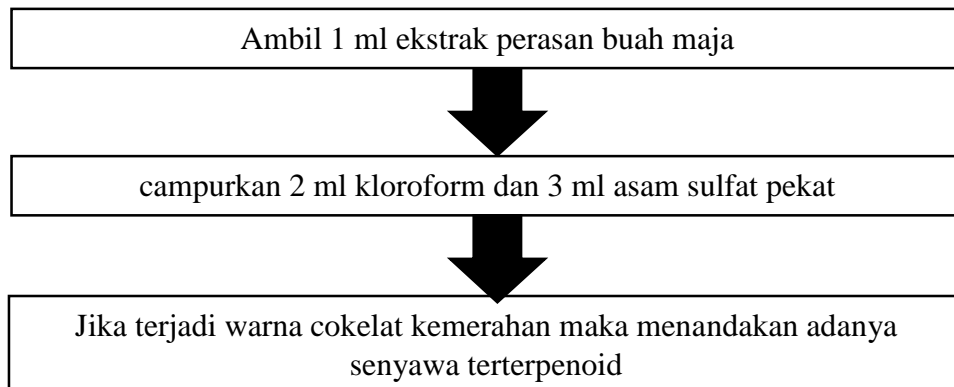 Ambil 1 ml ekstrak perasan buah maja
campurkan 2 ml kloroform dan 3 ml asam sulfat pekat
Jika terjadi warna cokelat kemerahan maka menandakan adanya
senyawa terterpenoid